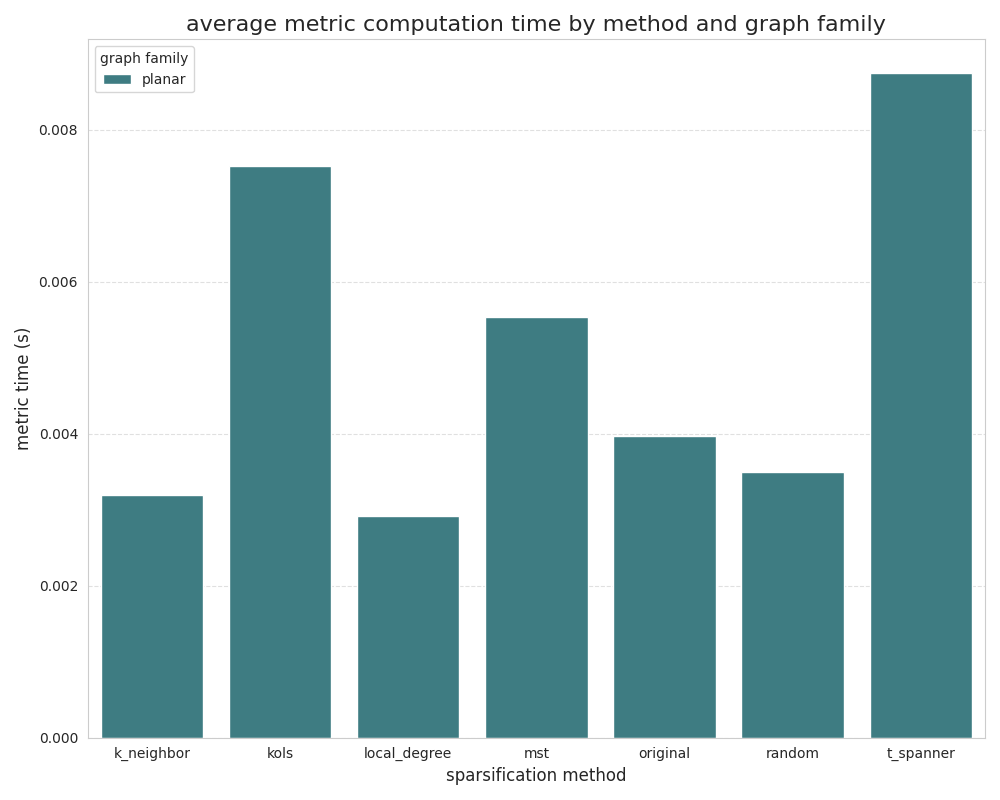 average metric computation time by method and graph family
graph family
planar
0.008
0.006
0.004
0.002
0.000
metric time (s)
k_neighbor
kols
local_degree
mst
original
random
t_spanner
sparsification method